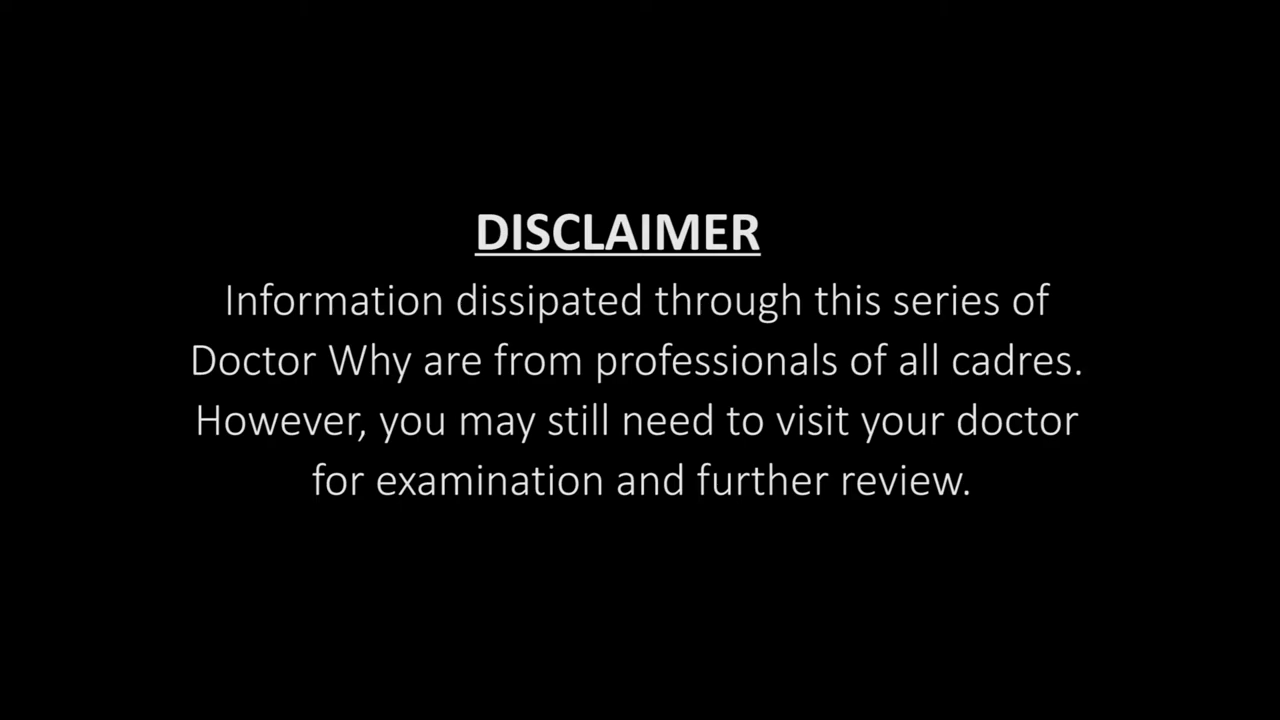 DISCLAIMER
Information dissipated through this series of
Doctor Why are from professionals of all cadres.
However, you may still need to visit your doctor
for examination and further review.